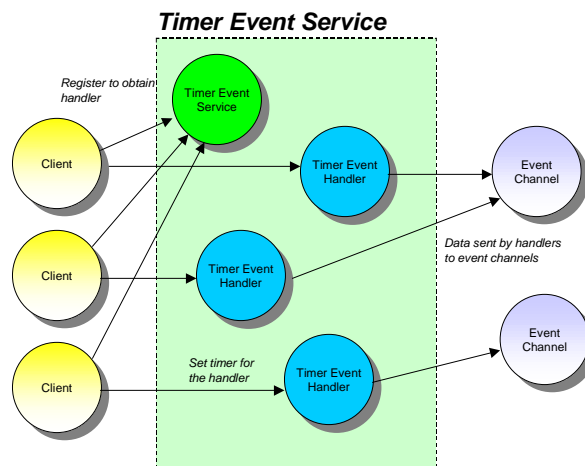 Timer Event Service
Register to obtain
handler
Timer Event
Service
Client
Timer Event
Handler
Event
Channel
Client
Timer Event
Handler
Data sent by handlers
to event channels
Client
Set timer for
the handler
Timer Event
Handler
Event
Channel